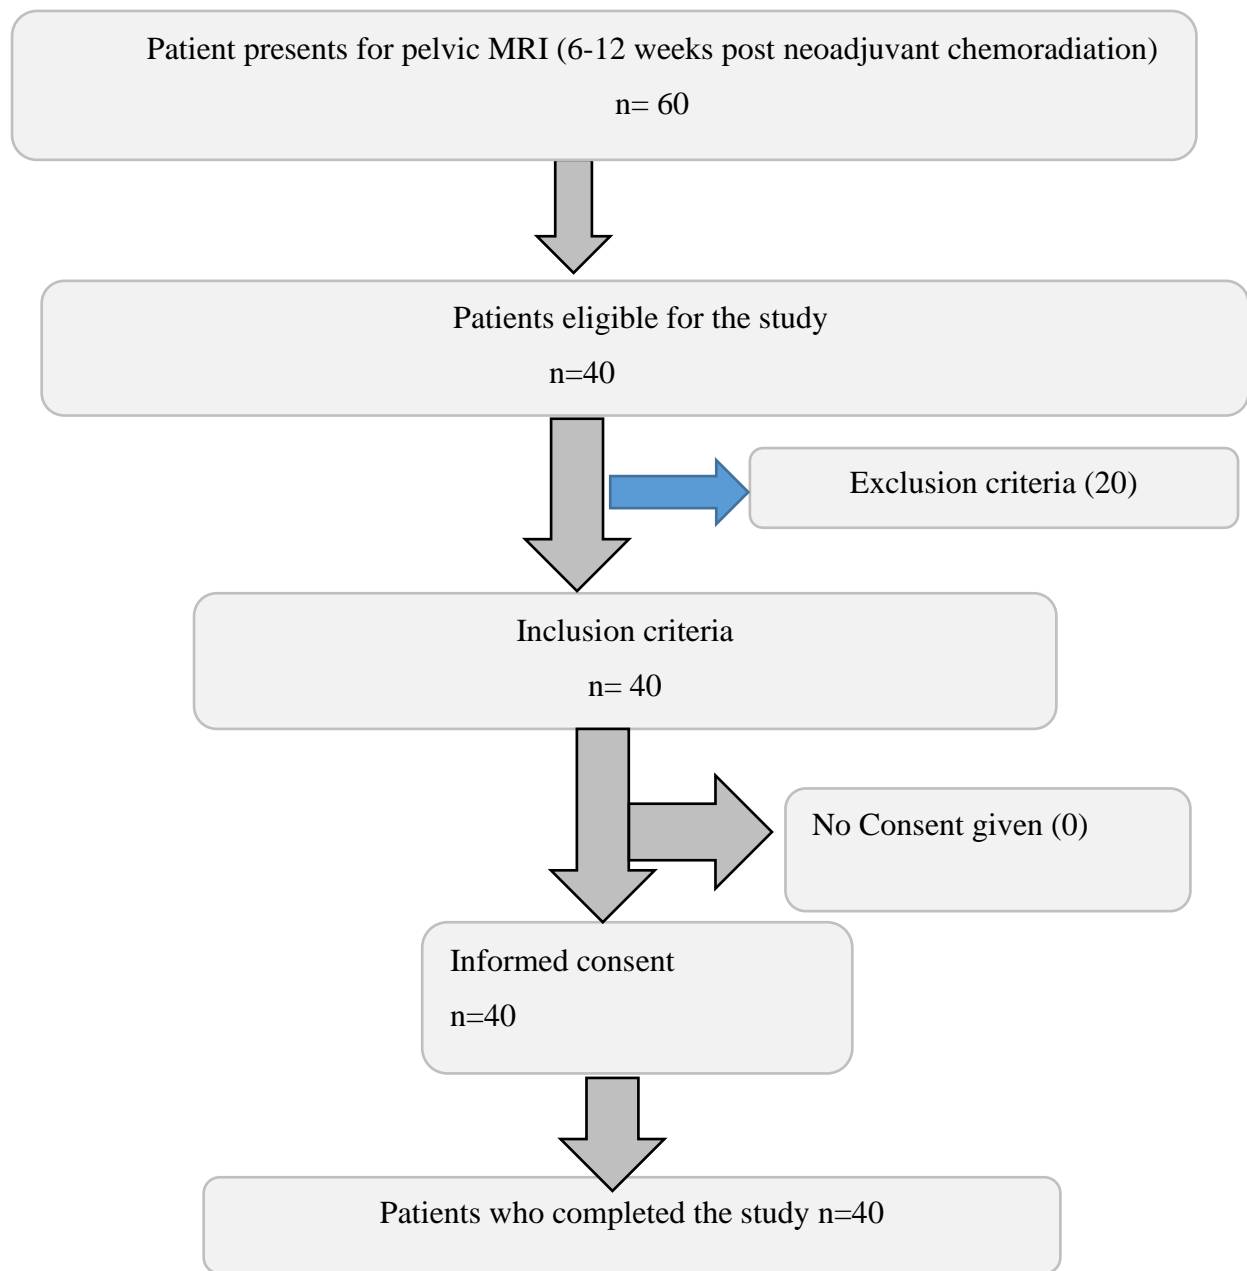 Patient presents for pelvic MRI (6-12 weeks post neoadjuvant chemoradiation)
n= 60
Patients eligible for the study
n=40
Exclusion criteria (20)
Inclusion criteria
n= 40
No Consent given (0)
Informed consent
n=40
Patients who completed the study n=40